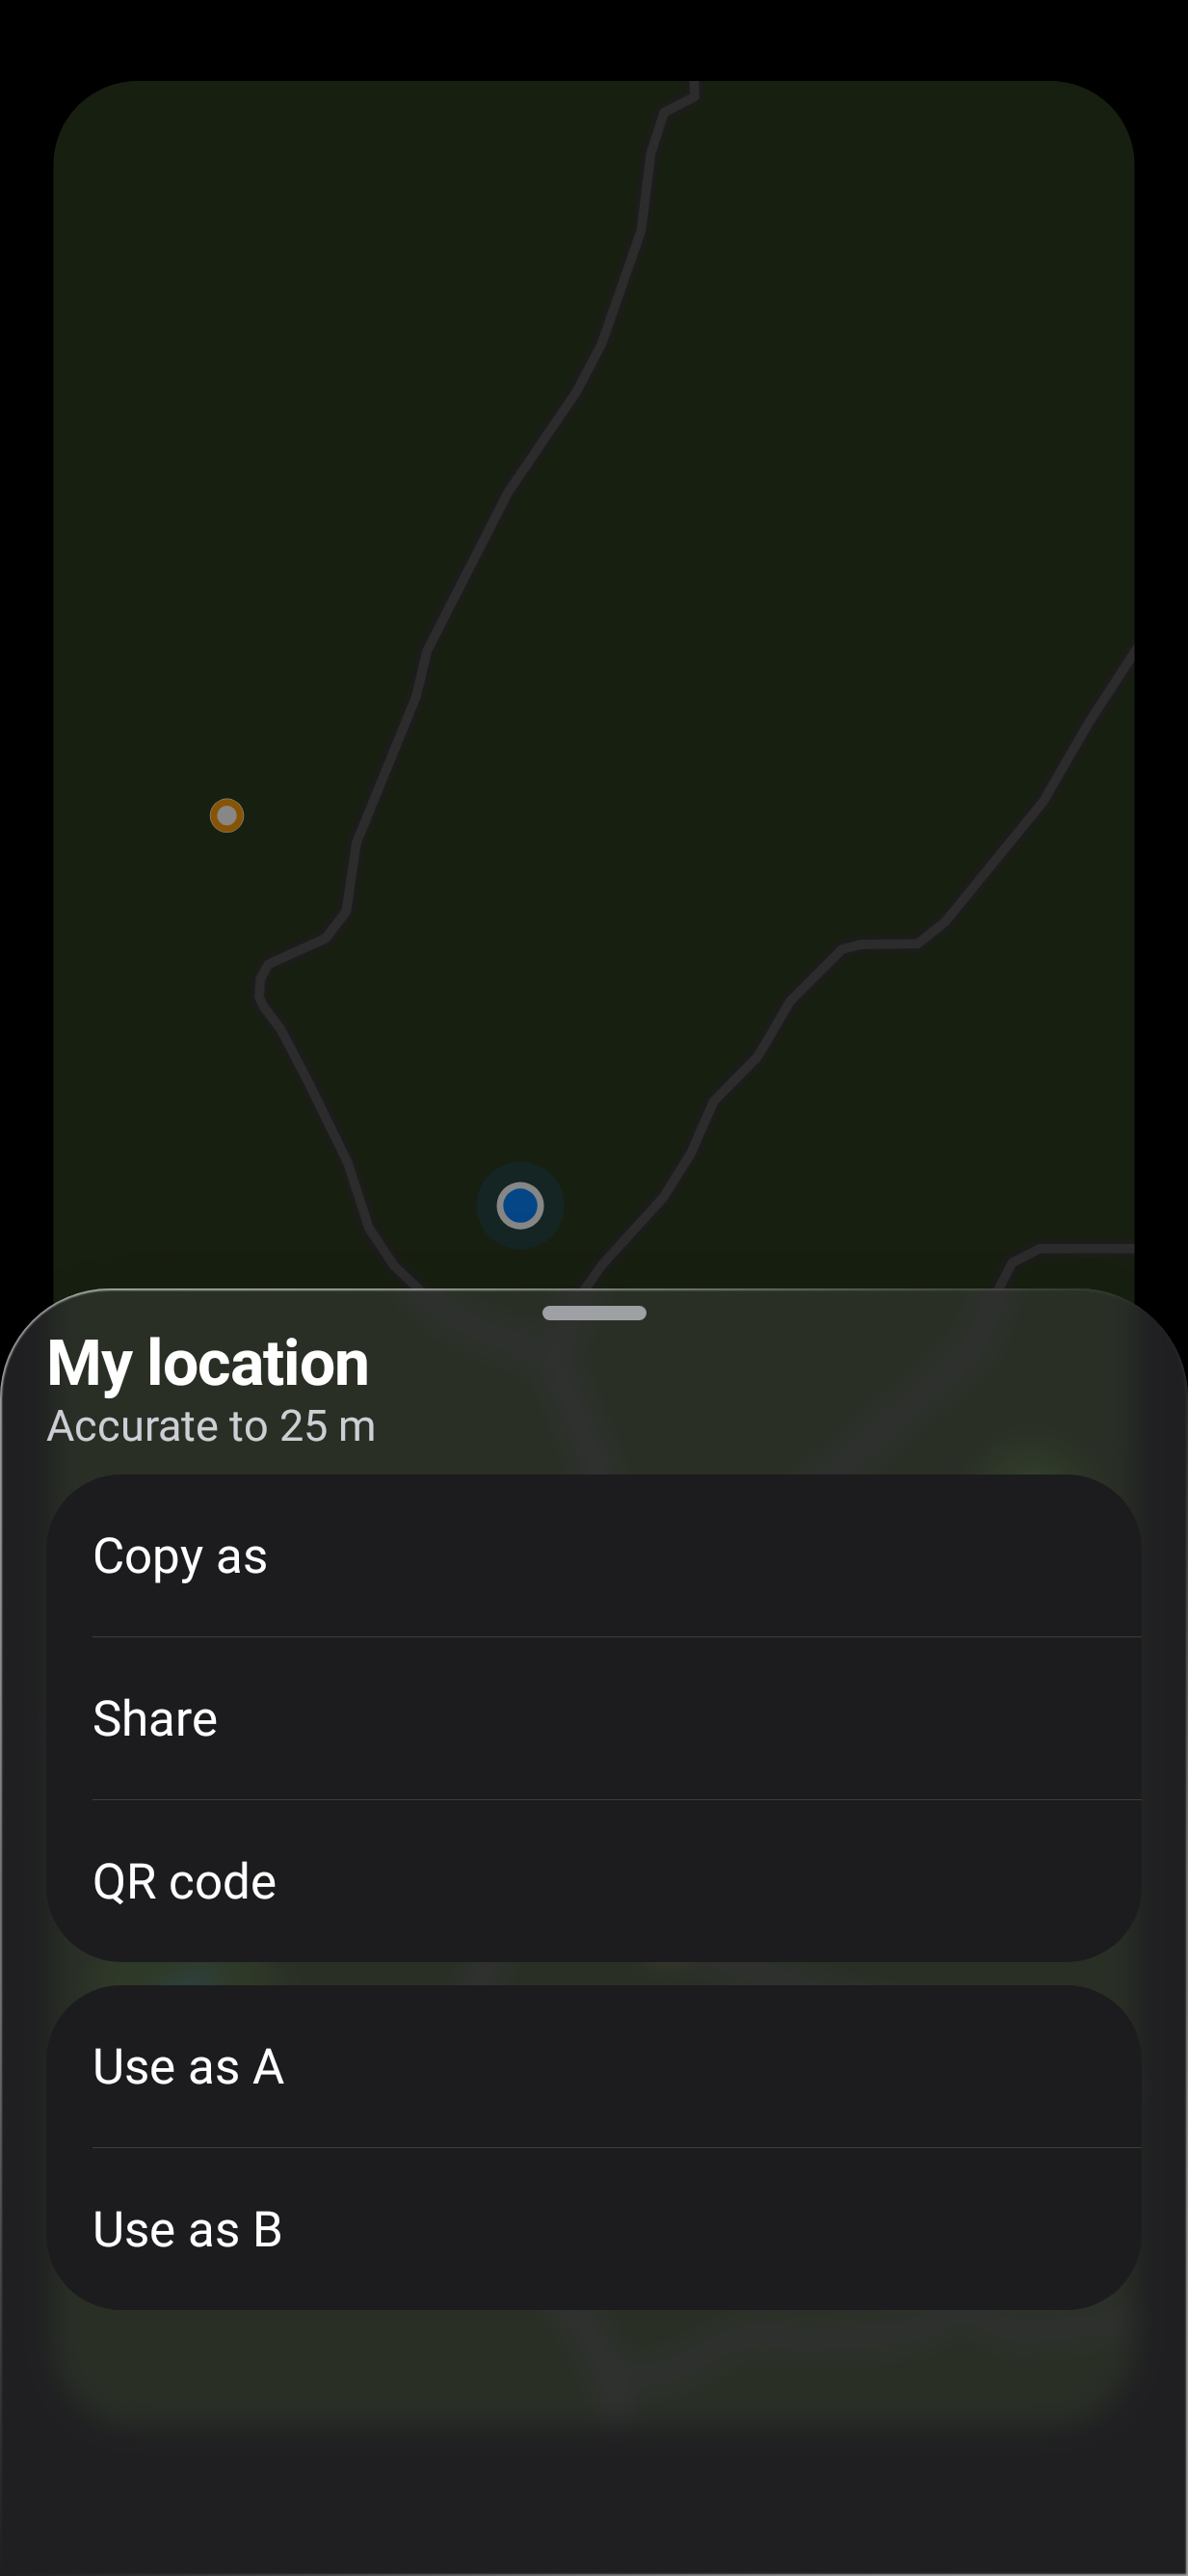 My location
Accurate to 25 m
Copy as
Share
QR code
Use as A
Use as B